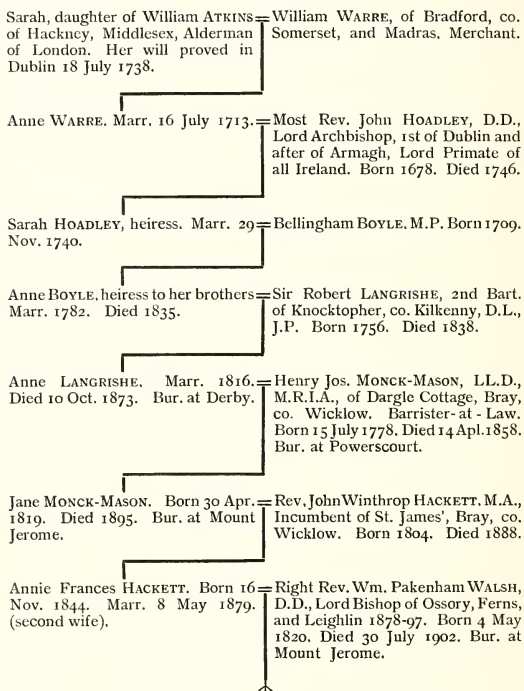 Sarah, daughter of William ATKINS
of Hackney, Middlesex, Alderman
of London. Her will proved in
Dublin 18 July 1738.
=William WARRE, of Bradford, co.
Somerset, and Madras, Merchant.
Anne WARRE. Marr. 16 July 1713.
=Most Rev. John HOADLEY, D.D.,
Lord Archbishop, 1st of Dublin and
after of Armagh, Lord Primate of
all Ireland. Born 1678. Died 1746.
Sarah HOADLEY, heiress. Marr. 29
Nov. 1740.
=Bellingham BOYLE, M.P. Born 1709.
Anne BOYLE, heiress to her brothers
Marr. 1782. Died 1835.
=Sir Robert LANGRISHE, 2nd Bart.
of Knocktopher, co. Kilkenny, D.L.,
J.P. Born 1756. Died 1838.
Anne LANGRISHE. Marr. 1816.
Died 10 Oct. 1873. Bur. at Derby.
=Henry Jos. MONCK-MASON, LL.D.,
M.R.I.A., of Dargle Cottage, Bray,
co. Wicklow. Barrister-at-Law.
Born 15 July 1778. Died 14 Apl. 1858.
Bur. at Powerscourt.
Jane MONCK-MASON. Born 30 Apr.
1819. Died 1895. Bur. at Mount
Jerome.
=Rev. John Winthrop HACKETT, M.A.,
Incumbent of St. James', Bray, co.
Wicklow. Born 1804. Died 1888.
Annie Frances HACKETT. Born 16
Nov. 1844. Marr. 8 May 1879.
(second wife).
=Right Rev. Wm. Pakenham WALSH,
D.D., Lord Bishop of Ossory, Ferns,
and Leighlin 1878-97. Born 4 May
1820. Died 30 July 1902. Bur. at
Mount Jerome.